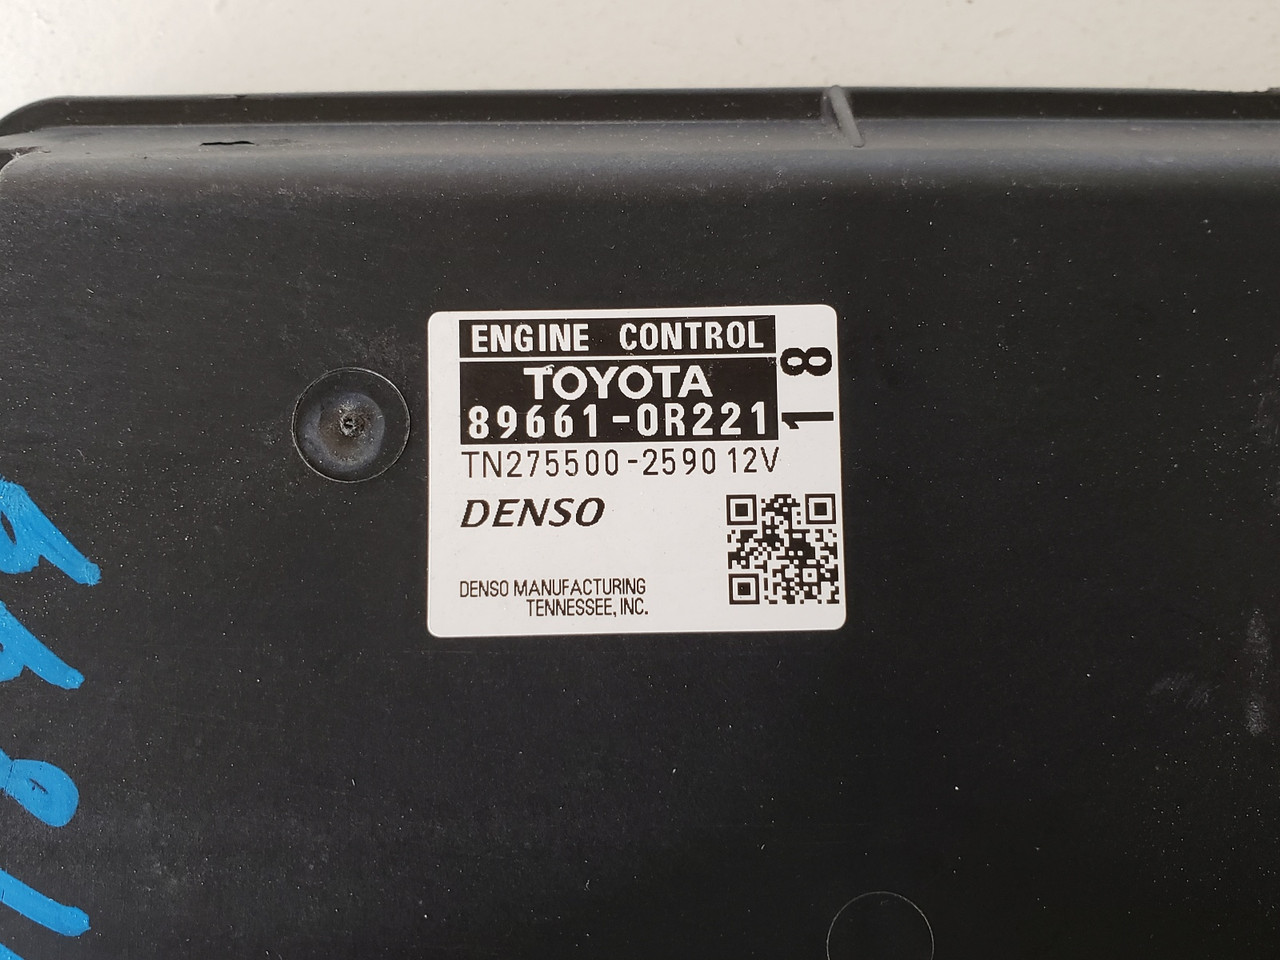 ENGINE CONTROL
TOYOTA
89661-0R221
18
TN275500-2590 12V
DENSO
DENSO MANUFACTURING
TENNESSEE, INC.